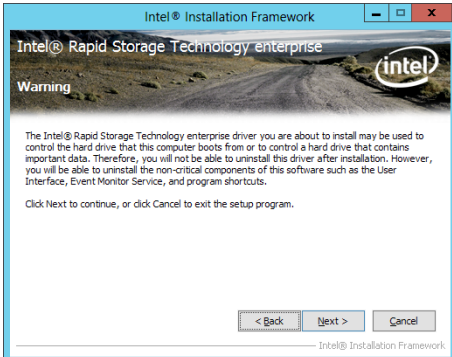 Intel® Installation Framework
Intel® Rapid Storage Technology enterprise
intel
Warning
The Intel® Rapid Storage Technology enterprise driver you are about to install may be used to
control the hard drive that this computer boots from or to control a hard drive that contains
important data. Therefore, you will not be able to uninstall this driver after installation. However,
you will be able to uninstall the non-critical components of this software such as the User
Interface, Event Monitor Service, and program shortcuts.
Click Next to continue, or click Cancel to exit the setup program.
< Back Next > Cancel
Intel® Installation Framework